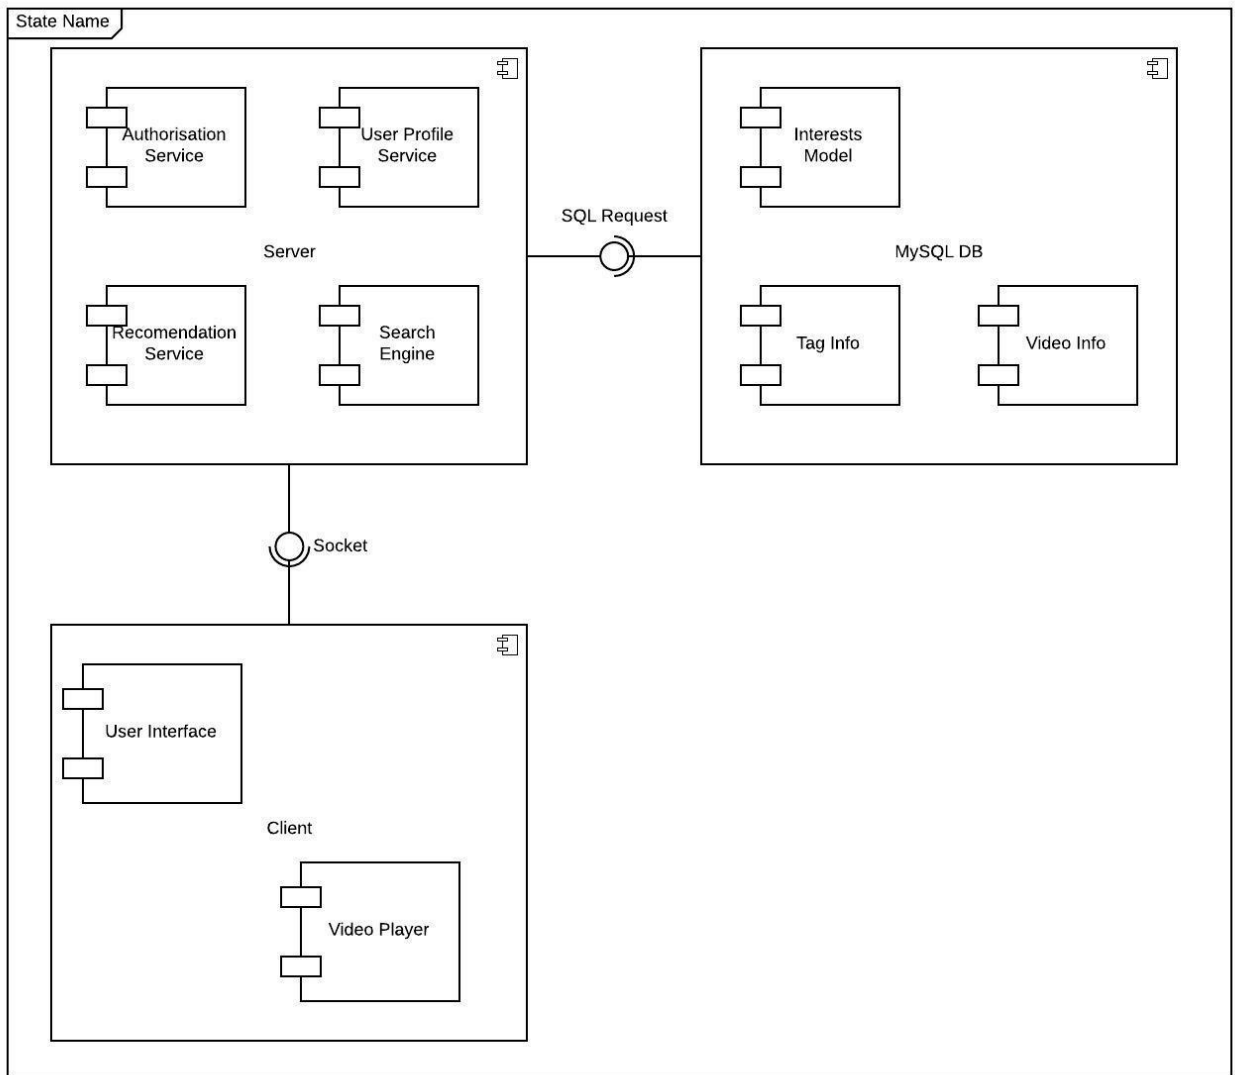 State Name
Authorisation
Service
User Profile
Service
Server
Recomendation
Service
Search
Engine
SQL Request
Interests
Model
MySQL DB
Tag Info
Video Info
Socket
User Interface
Client
Video Player